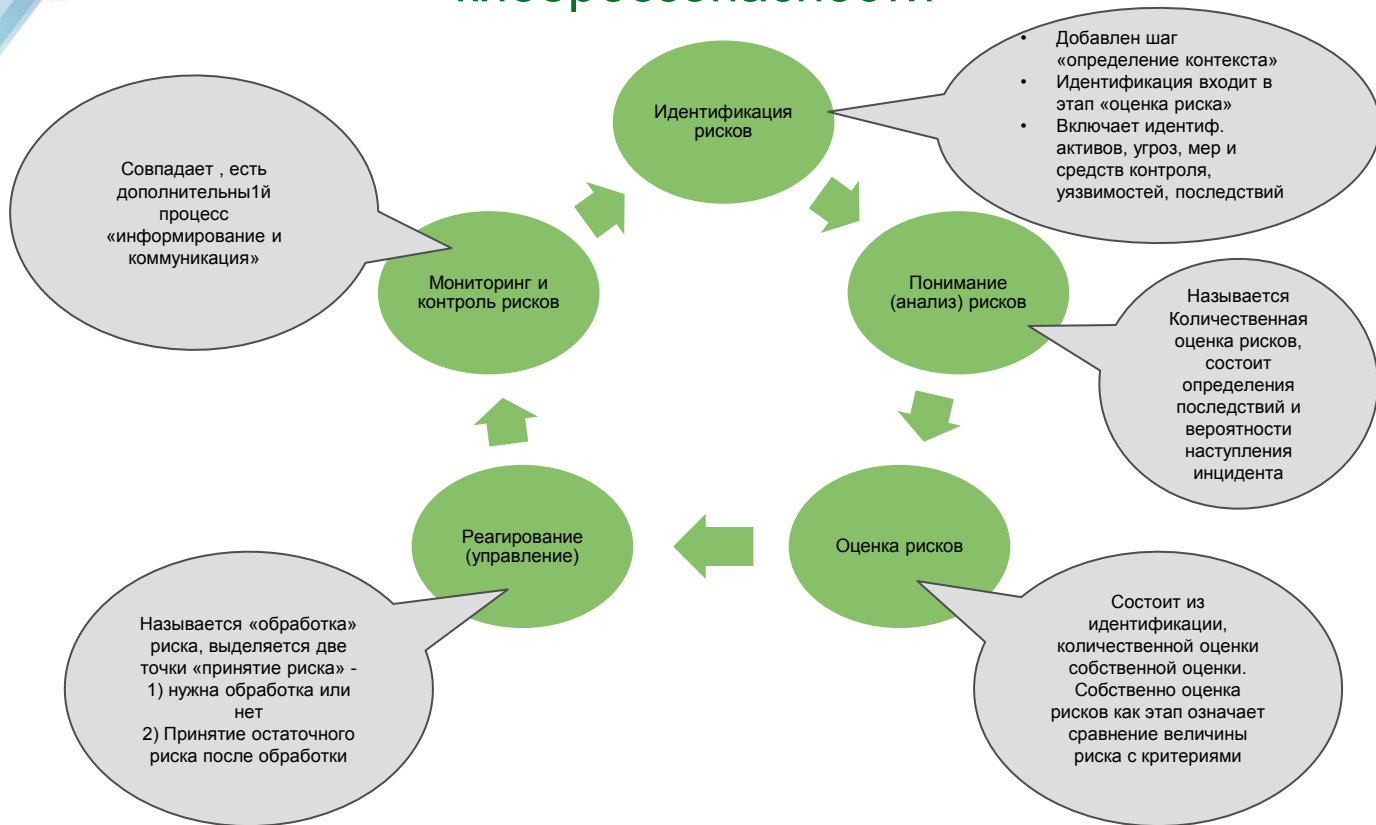 кибербезопасности
Идентификация
рисков
• Добавлен шаг
«определение контекста»
• Идентификация входит в
этап «оценка риска»
• Включает идентиф.
активов, угроз, мер и
средств контроля,
уязвимостей, последствий
Совпадает , есть
дополнительны1й
процесс
«информирование и
коммуникация»
Мониторинг и
контроль рисков
Понимание
(анализ) рисков
Называется
Количественная
оценка рисков,
состоит
определения
последствий и
вероятности
наступления
инцидента
Реагирование
(управление)
Оценка рисков
Называется «обработка»
риска, выделяется две
точки «принятие риска» -
1) нужна обработка или
нет
2) Принятие остаточного
риска после обработки
Состоит из
идентификации,
количественной оценки
собственной оценки.
Собственно оценка
рисков как этап означает
сравнение величины
риска с критериями